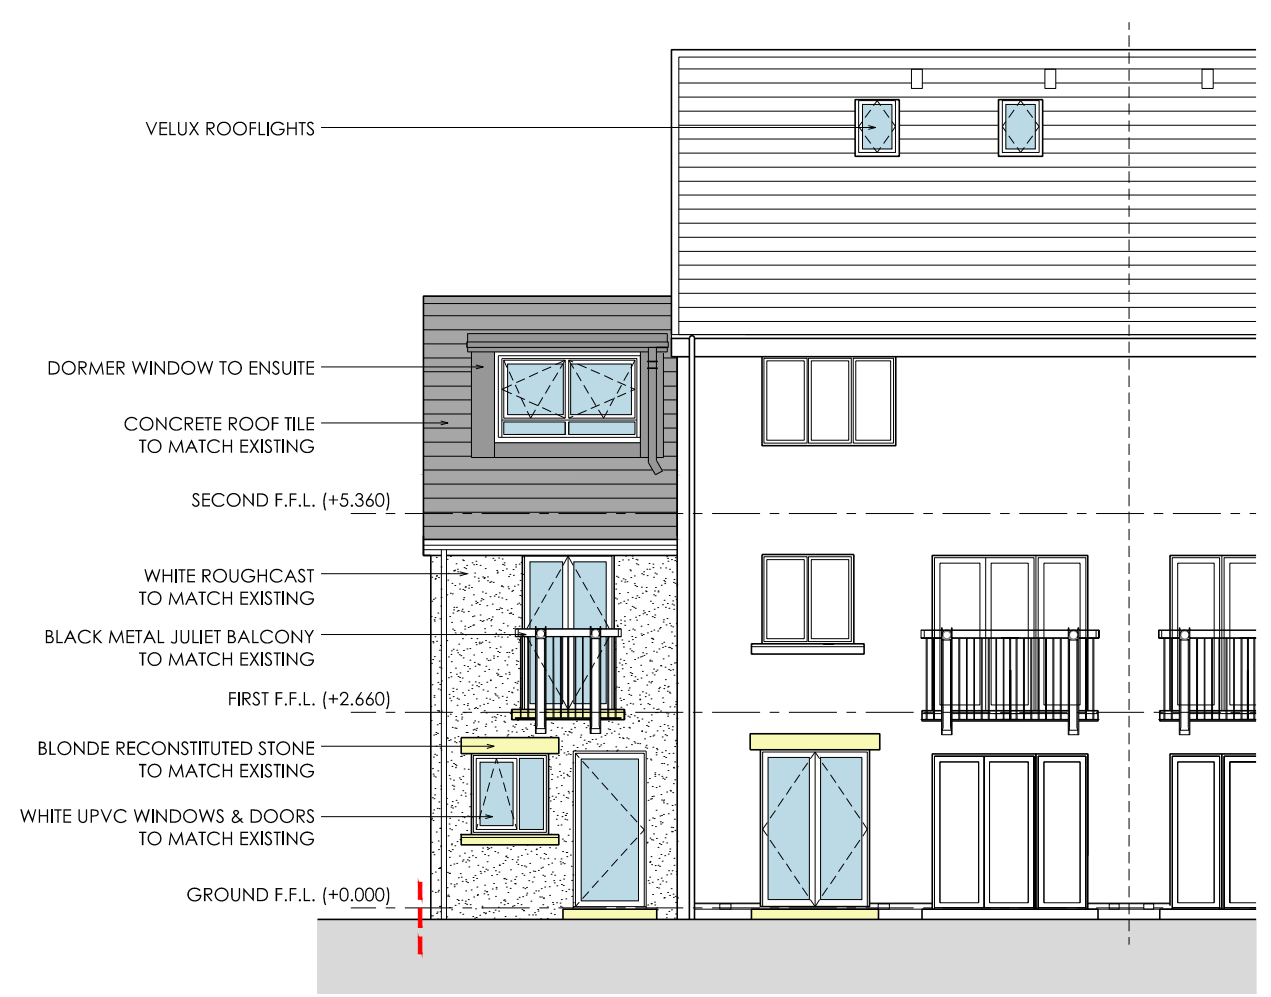 VELUX ROOFLIGHTS
DORMER WINDOW TO ENSUITE
CONCRETE ROOF TILE
TO MATCH EXISTING
SECOND F.F.L. (+5.360)
WHITE ROUGHCAST
TO MATCH EXISTING
BLACK METAL JULIET BALCONY
TO MATCH EXISTING
FIRST F.F.L. (+2.660)
BLONDE RECONSTITUTED STONE
TO MATCH EXISTING
WHITE UPVC WINDOWS & DOORS
TO MATCH EXISTING
GROUND F.F.L. (+0.000)